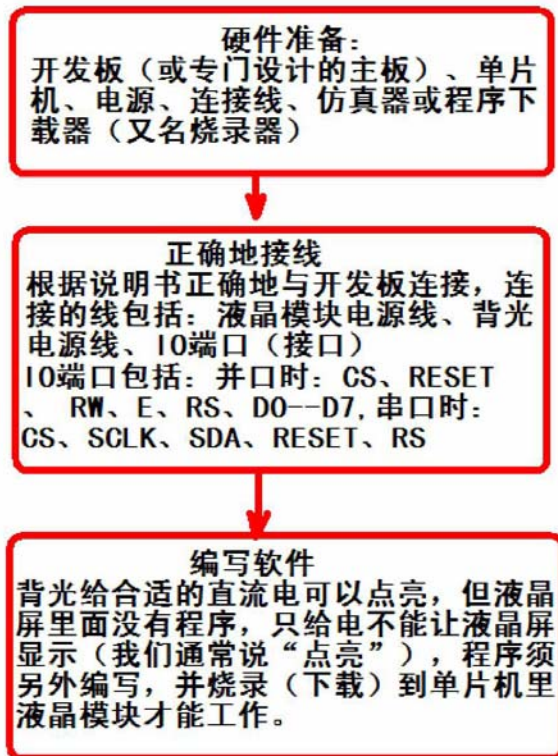 硬件准备:
开发板（或专门设计的主板）、单片
机、电源、连接线、仿真器或程序下
载器（又名烧录器）
正确地接线
根据说明书正确地与开发板连接，连
接的线包括：液晶模块电源线、背光
电源线、IO端口（接口）
IO端口包括：并口时：CS、RESET
、 RW、E、RS、D0--D7,串口时：
CS、SCLK、SDA、RESET、RS
编写软件
背光给合适的直流电可以点亮，但液晶
屏里面没有程序，只给电不能让液晶屏
显示（我们通常说“点亮”），程序须
另外编写，并烧录（下载）到单片机里
液晶模块才能工作。